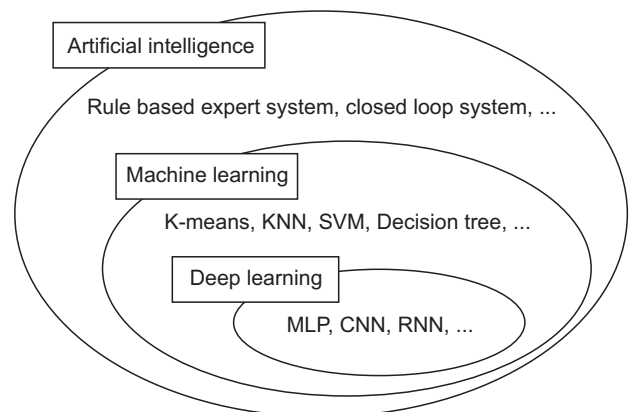 Artificial intelligence
Rule based expert system, closed loop system, ...
Machine learning
K-means, KNN, SVM, Decision tree, ...
Deep learning
MLP, CNN, RNN, ...